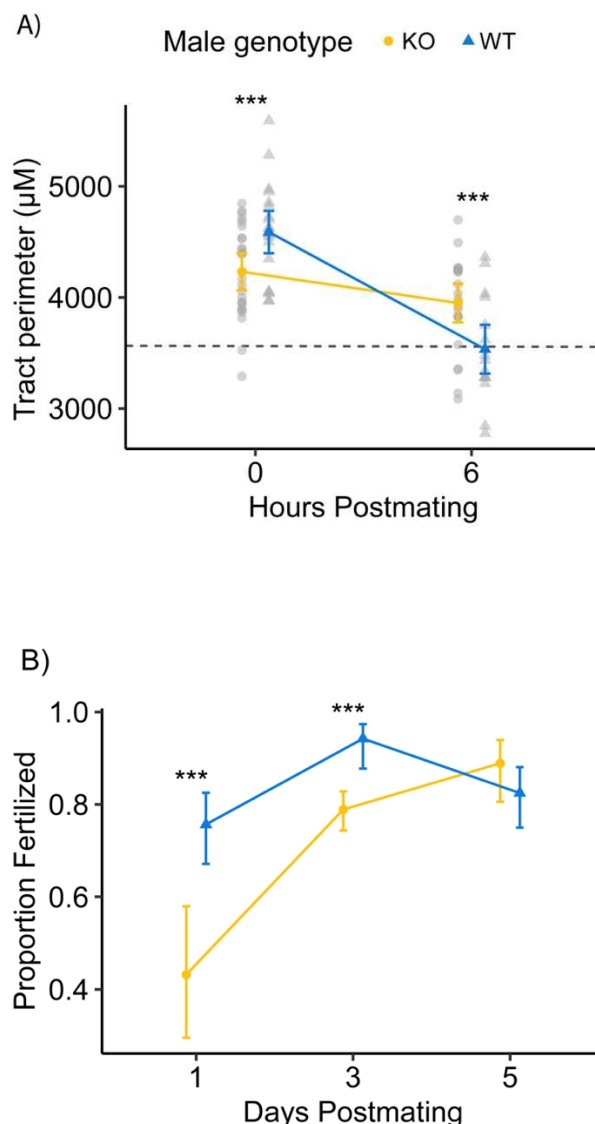 A)
Male genotype KO WT
*** ***
5000
4000
3000
Tract perimeter (µM)
0 6
Hours Postmating
B)
*** ***
1.0
0.8
0.6
0.4
Proportion Fertilized
1 3 5
Days Postmating